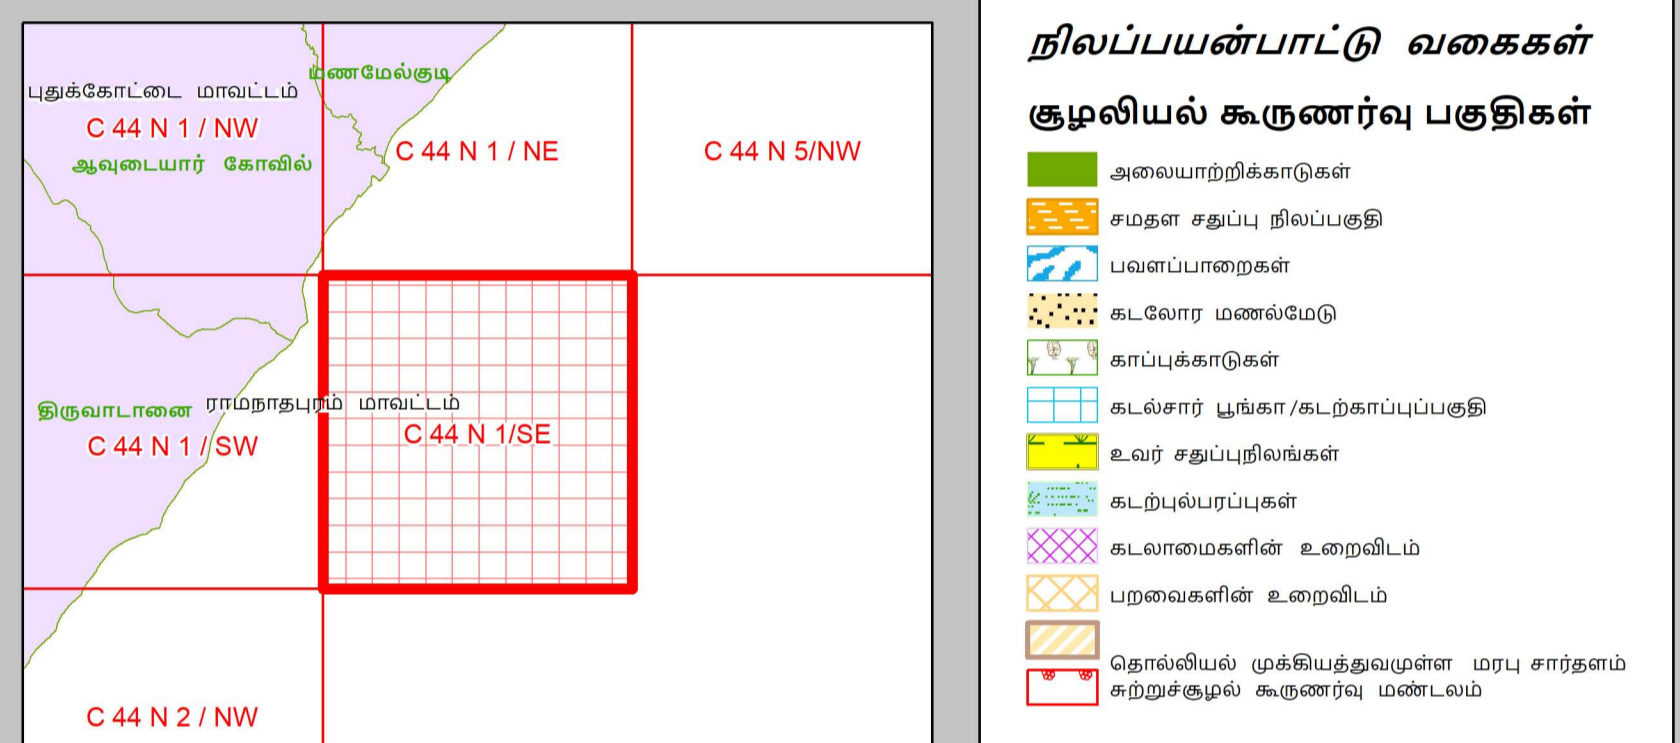 மணமேல்குடி
புதுக்கோட்டை மாவட்டம்
C 44 N 1 / NW
C 44 N 1 / NE
C 44 N 5/NW
ஆவுடையார் கோவில்
திருவாடானை
ராமநாதபுரம் மாவட்டம்
C 44 N 1 / SW
C 44 N 1/SE
C 44 N 2 / NW
நிலப்பயன்பாட்டு வகைகள்
சூழலியல் கூருணர்வு பகுதிகள்
அலையாற்றிக்காடுகள்
சமதள சதுப்பு நிலப்பகுதி
பவளப்பாறைகள்
கடலோர மணல்மேடு
காப்புக்காடுகள்
கடல்சார் பூங்கா /கடற்காப்புப்பகுதி
உவர் சதுப்புநிலங்கள்
கடற்புல்பரப்புகள்
கடலாமைகளின் உறைவிடம்
பறவைகளின் உறைவிடம்
தொல்லியல் முக்கியத்துவமுள்ள மரபு சார்தளம்
சுற்றுச்சூழல் கூருணர்வு மண்டலம்